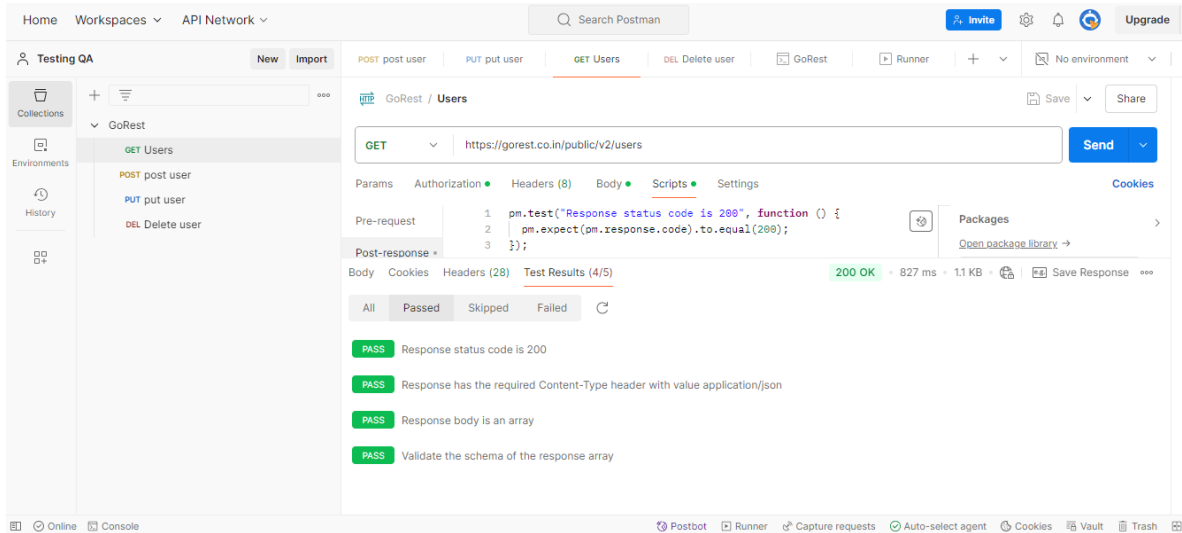 Home Workspaces API Network Search Postman Invite Upgrade
Testing QA New Import POST post user PUT put user GET Users DEL Delete user GoRest Runner No environment
Collections
Environments
History
GoRest
GET Users
POST post user
PUT put user
DEL Delete user
HTTP GoRest / Users Save Share
GET https://gorest.co.in/public/v2/users Send
Params Authorization Headers (8) Body Scripts Settings Cookies
Pre-request
Post-response
1 pm.test("Response status code is 200", function () {
2 pm.expect(pm.response.code).to.equal(200);
3 });
Packages
Open package library →
Body Cookies Headers (28) Test Results (4/5) 200 OK 827 ms 1.1 KB e.g. Save Response
All Passed Skipped Failed
PASS Response status code is 200
PASS Response has the required Content-Type header with value application/json
PASS Response body is an array
PASS Validate the schema of the response array
Online Console Postbot Runner Capture requests Auto-select agent Cookies Vault Trash